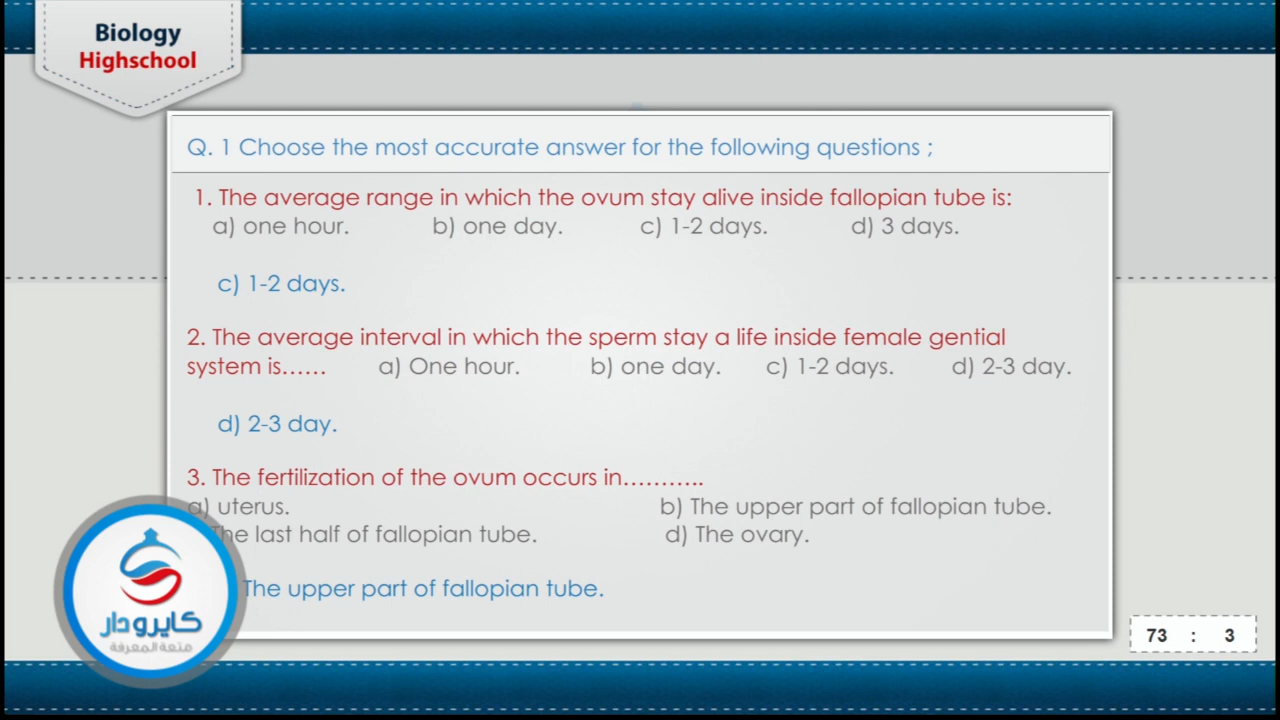 Biology
Highschool
Q. 1 Choose the most accurate answer for the following questions ;
1. The average range in which the ovum stay alive inside fallopian tube is:
a) one hour. b) one day. c) 1-2 days. d) 3 days.
c) 1-2 days.
2. The average interval in which the sperm stay a life inside female gential
system is...... a) One hour. b) one day. c) 1-2 days. d) 2-3 day.
d) 2-3 day.
3. The fertilization of the ovum occurs in...........
a) uterus. b) The upper part of fallopian tube.
The last half of fallopian tube. d) The ovary.
The upper part of fallopian tube.
كايرودار
متعة المعرفة
73 : 3